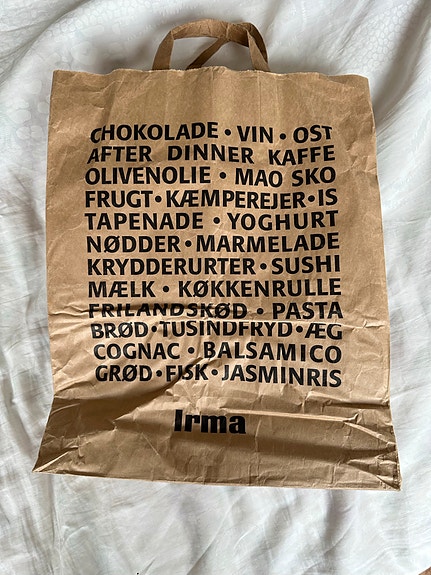 CHOKOLADE • VIN • OST
AFTER DINNER KAFFE
OLIVENOLIE • MAO SKO
FRUGT • KÆMPEREJER • IS
TAPENADE • YOGHURT
NØDDER • MARMELADE
KRYDDERURTER • SUSHI
MÆLK • KØKKENRULLE
FRILANDSKØD • PASTA
BRØD • TUSINDFRYD • ÆG
COGNAC • BALSAMICO
GRØD • FISK • JASMINRIS
Irma